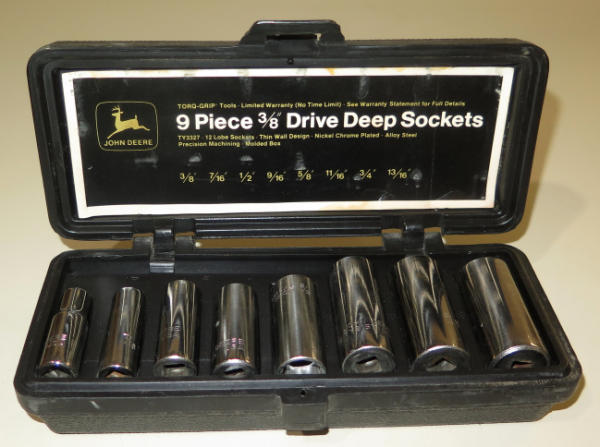 TORQ-GRIP Tools · Limited Warranty (No Time Limit) · See Warranty Statement for Full Details
9 Piece 3/8" Drive Deep Sockets
TY3327 · 12 Lobe Sockets · Thin Wall Design · Nickel Chrome Plated · Alloy Steel
Precision Machining · Molded Box
JOHN DEERE
3/8" 7/16" 1/2" 9/16" 5/8" 11/16" 3/4" 13/16"